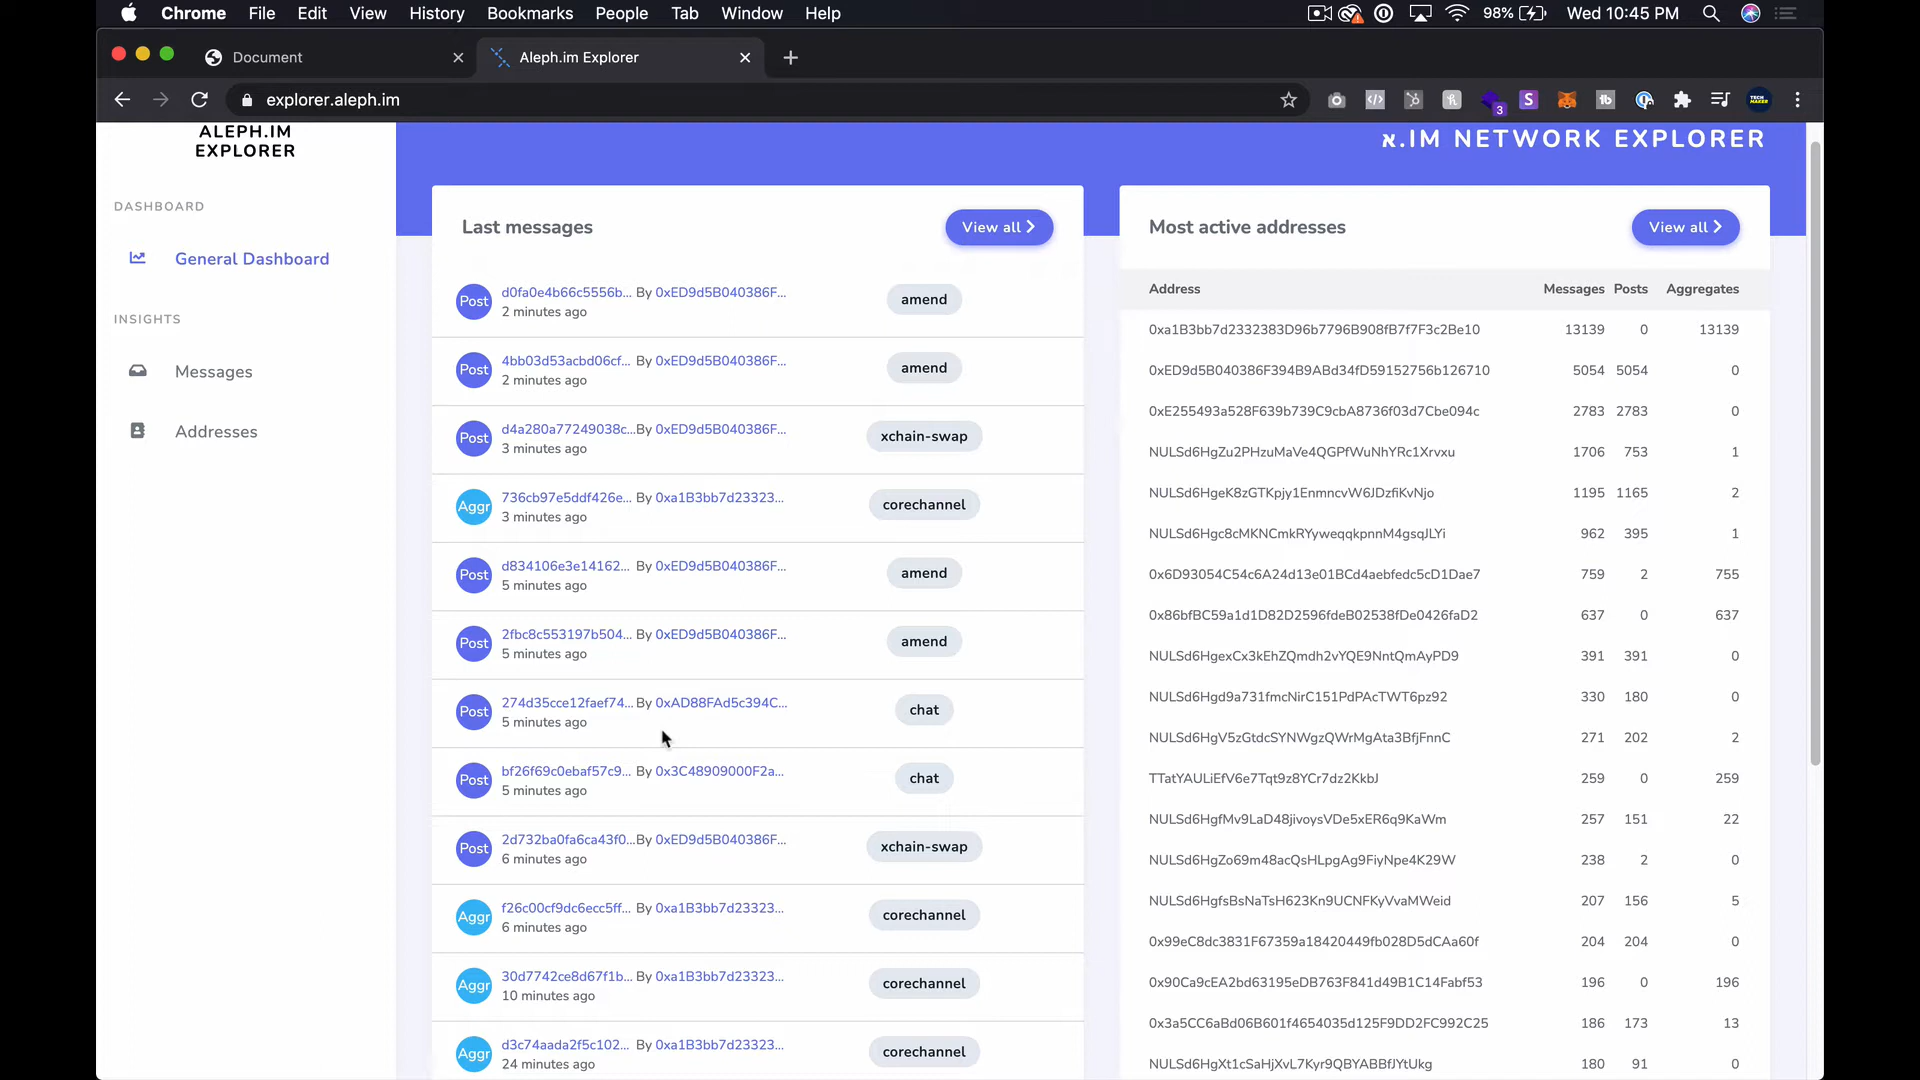 Chrome File Edit View History Bookmarks People Tab Window Help 98% Wed 10:45 PM
Document Aleph.im Explorer
explorer.aleph.im 3
ALEPH.IM
EXPLORER
DASHBOARD
General Dashboard
INSIGHTS
Messages
Addresses
א.IM NETWORK EXPLORER
Last messages View all
Post d0fa0e4b66c5556b... By 0xED9d5B040386F... amend
2 minutes ago
Post 4bb03d53acbd06cf... By 0xED9d5B040386F... amend
2 minutes ago
Post d4a280a77249038c... By 0xED9d5B040386F... xchain-swap
3 minutes ago
Aggr 736cb97e5ddf426e... By 0xa1B3bb7d23323... corechannel
3 minutes ago
Post d834106e3e14162... By 0xED9d5B040386F... amend
5 minutes ago
Post 2fbc8c553197b504... By 0xED9d5B040386F... amend
5 minutes ago
Post 274d35cce12faef74... By 0xAD88FAd5c394C... chat
5 minutes ago
Post bf26f69c0ebaf57c9... By 0x3C48909000F2a... chat
5 minutes ago
Post 2d732ba0fa6ca43f0... By 0xED9d5B040386F... xchain-swap
6 minutes ago
Aggr f26c00cf9dc6ecc5ff... By 0xa1B3bb7d23323... corechannel
6 minutes ago
Aggr 30d7742ce8d67f1b... By 0xa1B3bb7d23323... corechannel
10 minutes ago
Aggr d3c74aada2f5c102... By 0xa1B3bb7d23323... corechannel
24 minutes ago
Most active addresses View all
Address Messages Posts Aggregates
0xa1B3bb7d2332383D96b7796B908fB7f7F3c2Be10 13139 0 13139
0xED9d5B040386F394B9ABd34fD59152756b126710 5054 5054 0
0xE255493a528F639b739C9cbA8736f03d7Cbe094c 2783 2783 0
NULSd6HgZu2PHzuMaVe4QGPfWuNhYRc1Xrvxu 1706 753 1
NULSd6HgeK8zGTKpjy1EnmncvW6JDzfiKvNjo 1195 1165 2
NULSd6Hgc8cMKNCmkRYyweqqkpnnM4gsqJLYi 962 395 1
0x6D93054C54c6A24d13e01BCd4aebfedc5cD1Dae7 759 2 755
0x86bfBC59a1d1D82D2596fdeB02538fDe0426faD2 637 0 637
NULSd6HgexCx3kEhZQmdh2vYQE9NntQmAyPD9 391 391 0
NULSd6Hgd9a731fmcNirC151PdPAcTWT6pz92 330 180 0
NULSd6HgV5zGtdcSYNWgzQWrMgAta3BfjFnnC 271 202 2
TTatYAULiEfV6e7Tqt9z8YCr7dz2KkbJ 259 0 259
NULSd6HgfMv9LaD48jivoysVDe5xER6q9KaWm 257 151 22
NULSd6HgZo69m48acQsHLpgAg9FiyNpe4K29W 238 2 0
NULSd6HgfsBsNaTsH623Kn9UCNFKyVvaMWeid 207 156 5
0x99eC8dc3831F67359a18420449fb028D5dCAa60f 204 204 0
0x90Ca9cEA2bd63195eDB763F841d49B1C14Fabf53 196 0 196
0x3a5CC6aBd06B601f4654035d125F9DD2FC992C25 186 173 13
NULSd6HgXt1cSaHjXvL7Kyr9QBYABBfJYtUkg 180 91 0